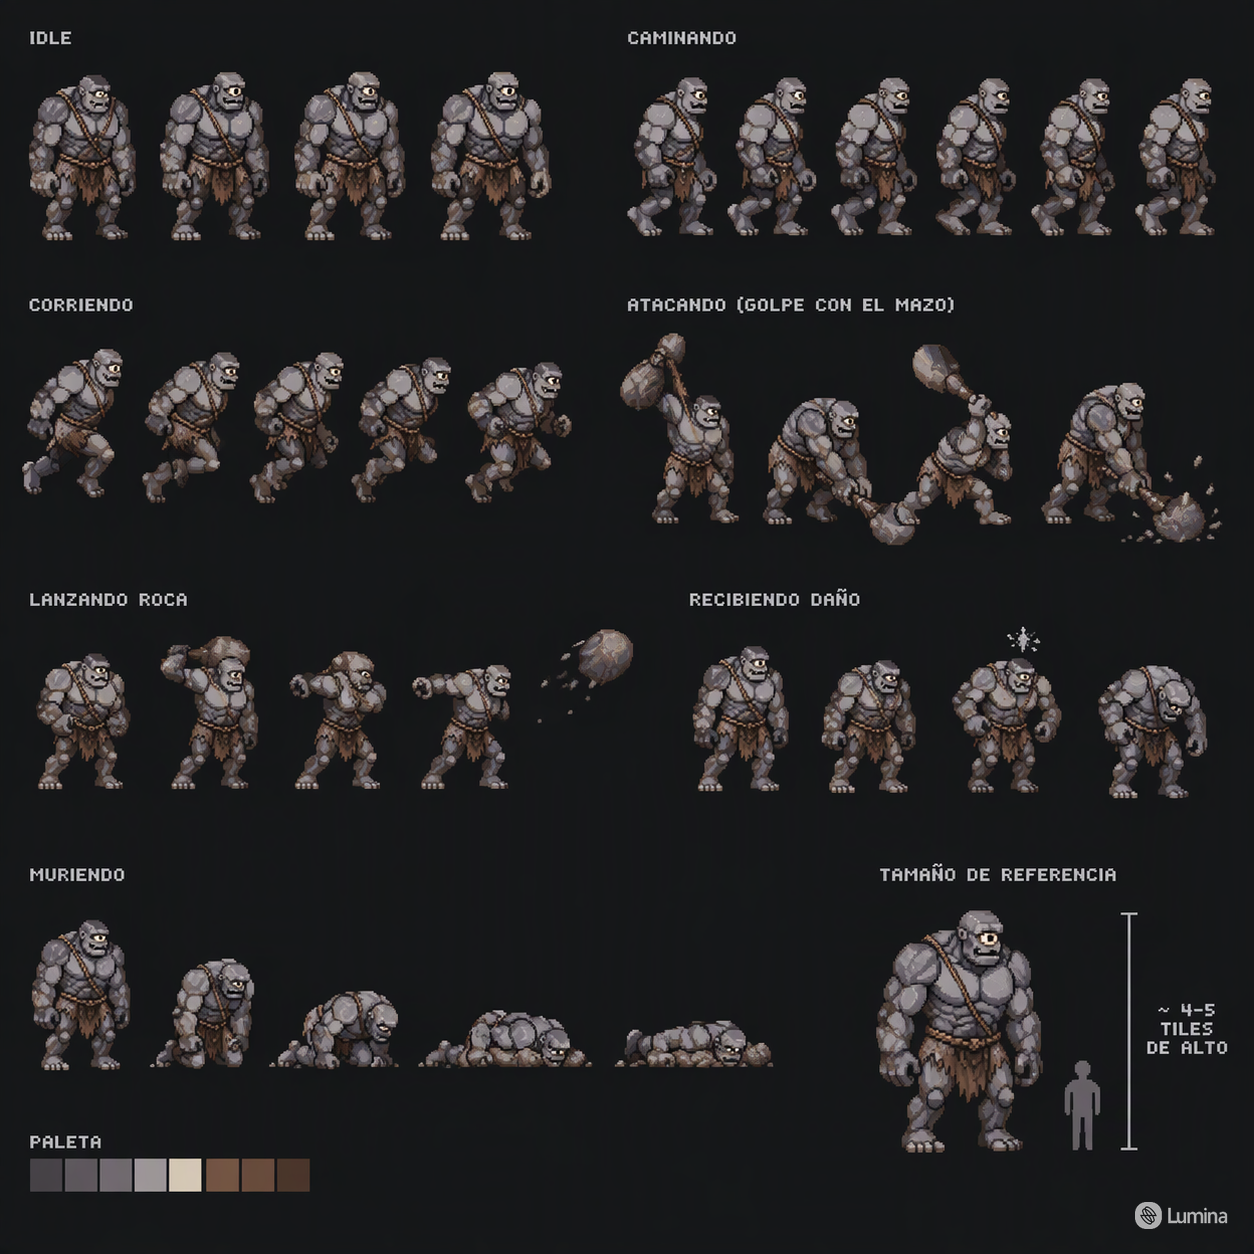 IDLE
CAMINANDO
CORRIENDO
ATACANDO (GOLPE CON EL MAZO)
LANZANDO ROCA
RECIBIENDO DAÑO
MURIENDO
TAMAÑO DE REFERENCIA
~ 4-5
TILES
DE ALTO
PALETA
Lumina